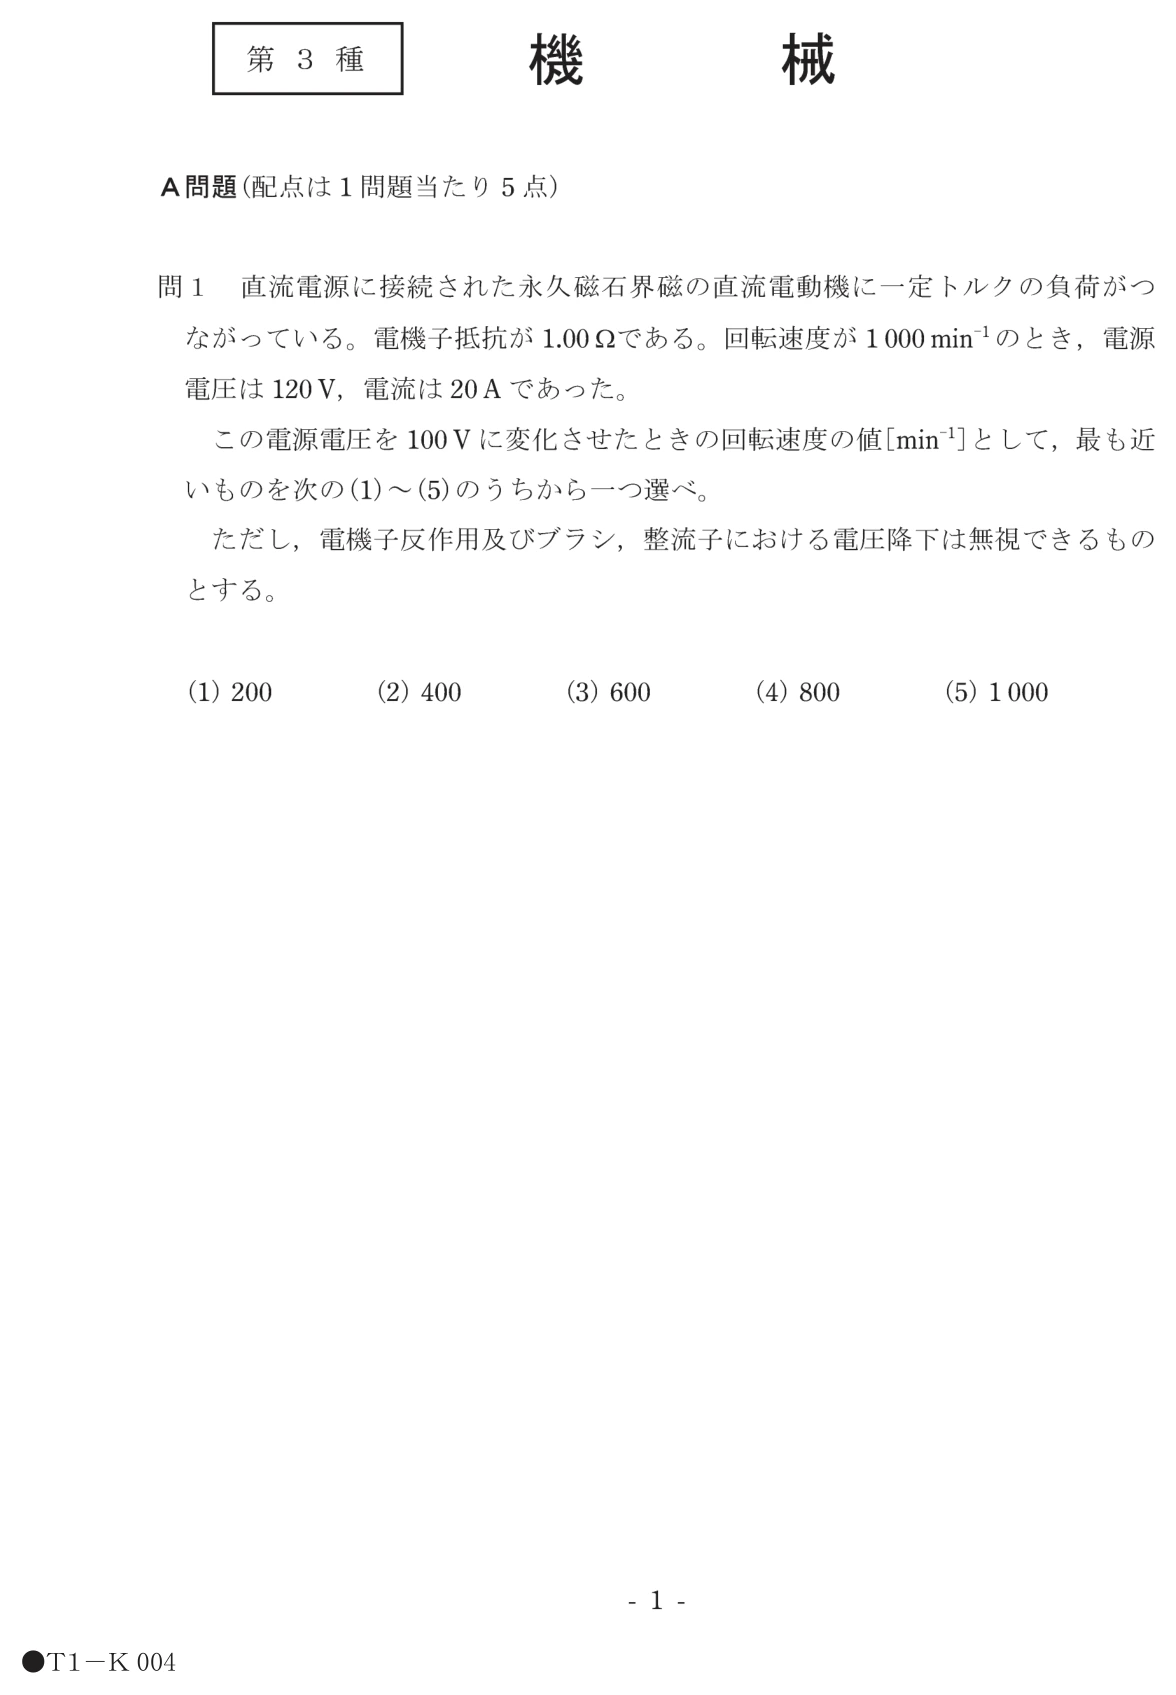 第 3 種 機 械
A問題(配点は1問題当たり5点)
問1 直流電源に接続された永久磁石界磁の直流電動機に一定トルクの負荷がつ
ながっている。電機子抵抗が 1.00 Ωである。回転速度が 1 000 min⁻¹のとき，電源
電圧は 120 V，電流は 20 A であった。
この電源電圧を 100 V に変化させたときの回転速度の値[min⁻¹]として，最も近
いものを次の(1)～(5)のうちから一つ選べ。
ただし，電機子反作用及びブラシ，整流子における電圧降下は無視できるもの
とする。
(1) 200 (2) 400 (3) 600 (4) 800 (5) 1 000
- 1 -
●T1－K 004